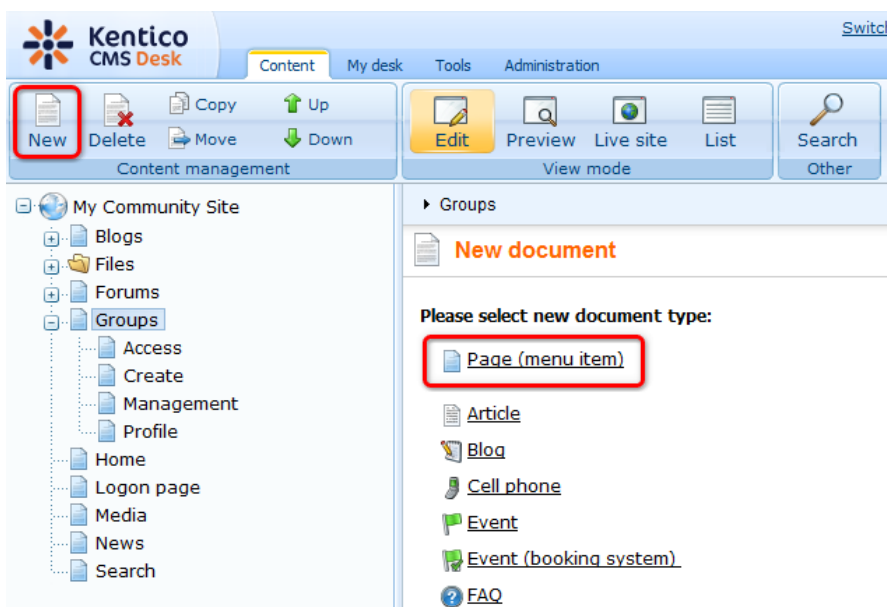 Kentico
CMS Desk
Content My desk Tools Administration
Switc
New Delete Copy Move Up Down
Content management
Edit Preview Live site List
View mode
Search
Other
My Community Site
Blogs
Files
Forums
Groups
Access
Create
Management
Profile
Home
Logon page
Media
News
Search
Groups
New document
Please select new document type:
Page (menu item)
Article
Blog
Cell phone
Event
Event (booking system)
FAQ